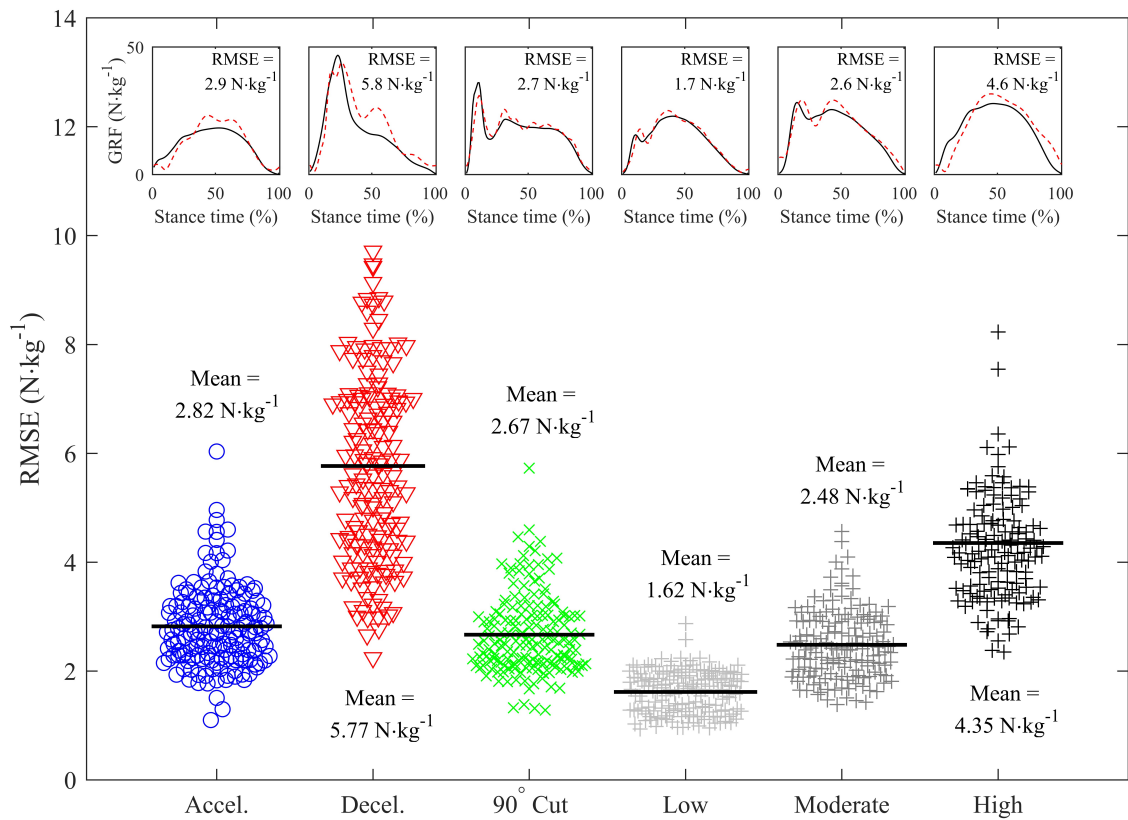 14
12
10
8
6
4
2
0
RMSE (N·kg-1)
50
0
GRF (N·kg-1)
RMSE =
2.9 N·kg-1
0 50 100
Stance time (%)
RMSE =
5.8 N·kg-1
0 50 100
Stance time (%)
RMSE =
2.7 N·kg-1
0 50 100
Stance time (%)
RMSE =
1.7 N·kg-1
0 50 100
Stance time (%)
RMSE =
2.6 N·kg-1
0 50 100
Stance time (%)
RMSE =
4.6 N·kg-1
0 50 100
Stance time (%)
Mean =
2.82 N·kg-1
Mean =
5.77 N·kg-1
Mean =
2.67 N·kg-1
Mean =
1.62 N·kg-1
Mean =
2.48 N·kg-1
Mean =
4.35 N·kg-1
Accel. Decel. 90° Cut Low Moderate High